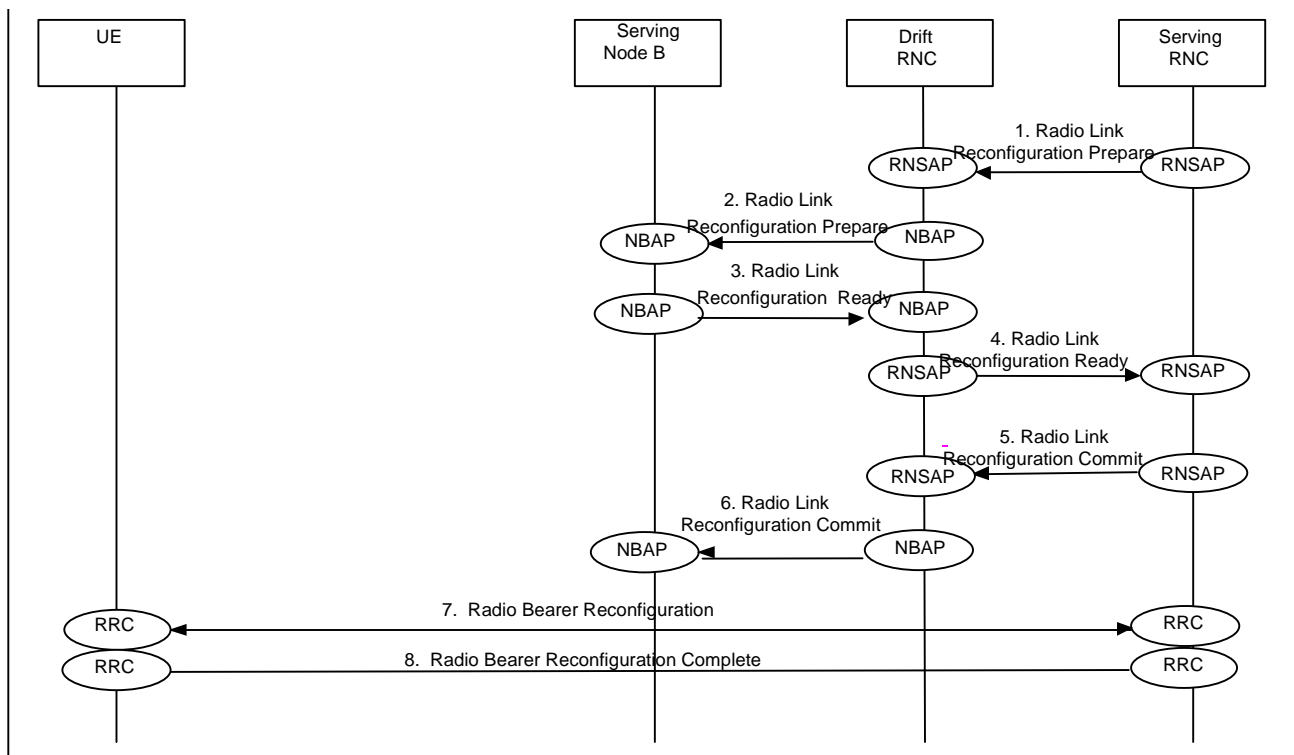 UE
Serving
Node B
Drift
RNC
Serving
RNC
1. Radio Link
Reconfiguration Prepare
RNSAP
RNSAP
2. Radio Link
Reconfiguration Prepare
NBAP
NBAP
3. Radio Link
Reconfiguration Ready
NBAP
NBAP
4. Radio Link
Reconfiguration Ready
RNSAP
RNSAP
5. Radio Link
Reconfiguration Commit
RNSAP
RNSAP
6. Radio Link
Reconfiguration Commit
NBAP
NBAP
7. Radio Bearer Reconfiguration
RRC
RRC
8. Radio Bearer Reconfiguration Complete
RRC
RRC